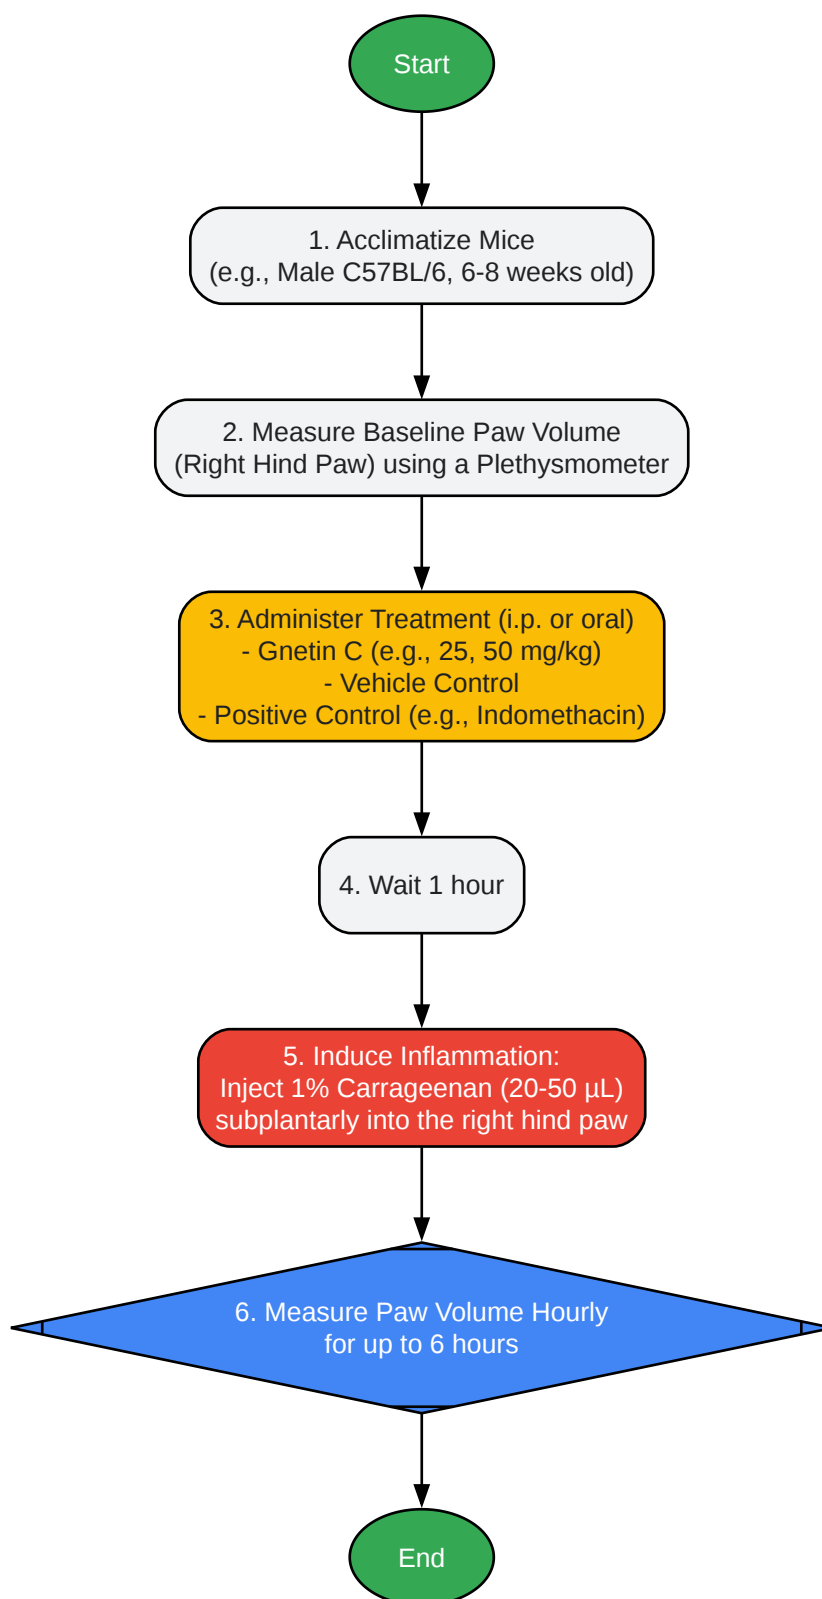 Start
1. Acclimatize Mice
(e.g., Male C57BL/6, 6-8 weeks old)
2. Measure Baseline Paw Volume
(Right Hind Paw) using a Plethysmometer
3. Administer Treatment (i.p. or oral)
- Gnetin C (e.g., 25, 50 mg/kg)
- Vehicle Control
- Positive Control (e.g., Indomethacin)
4. Wait 1 hour
5. Induce Inflammation:
Inject 1% Carrageenan (20-50 µL)
subplantarly into the right hind paw
6. Measure Paw Volume Hourly
for up to 6 hours
End